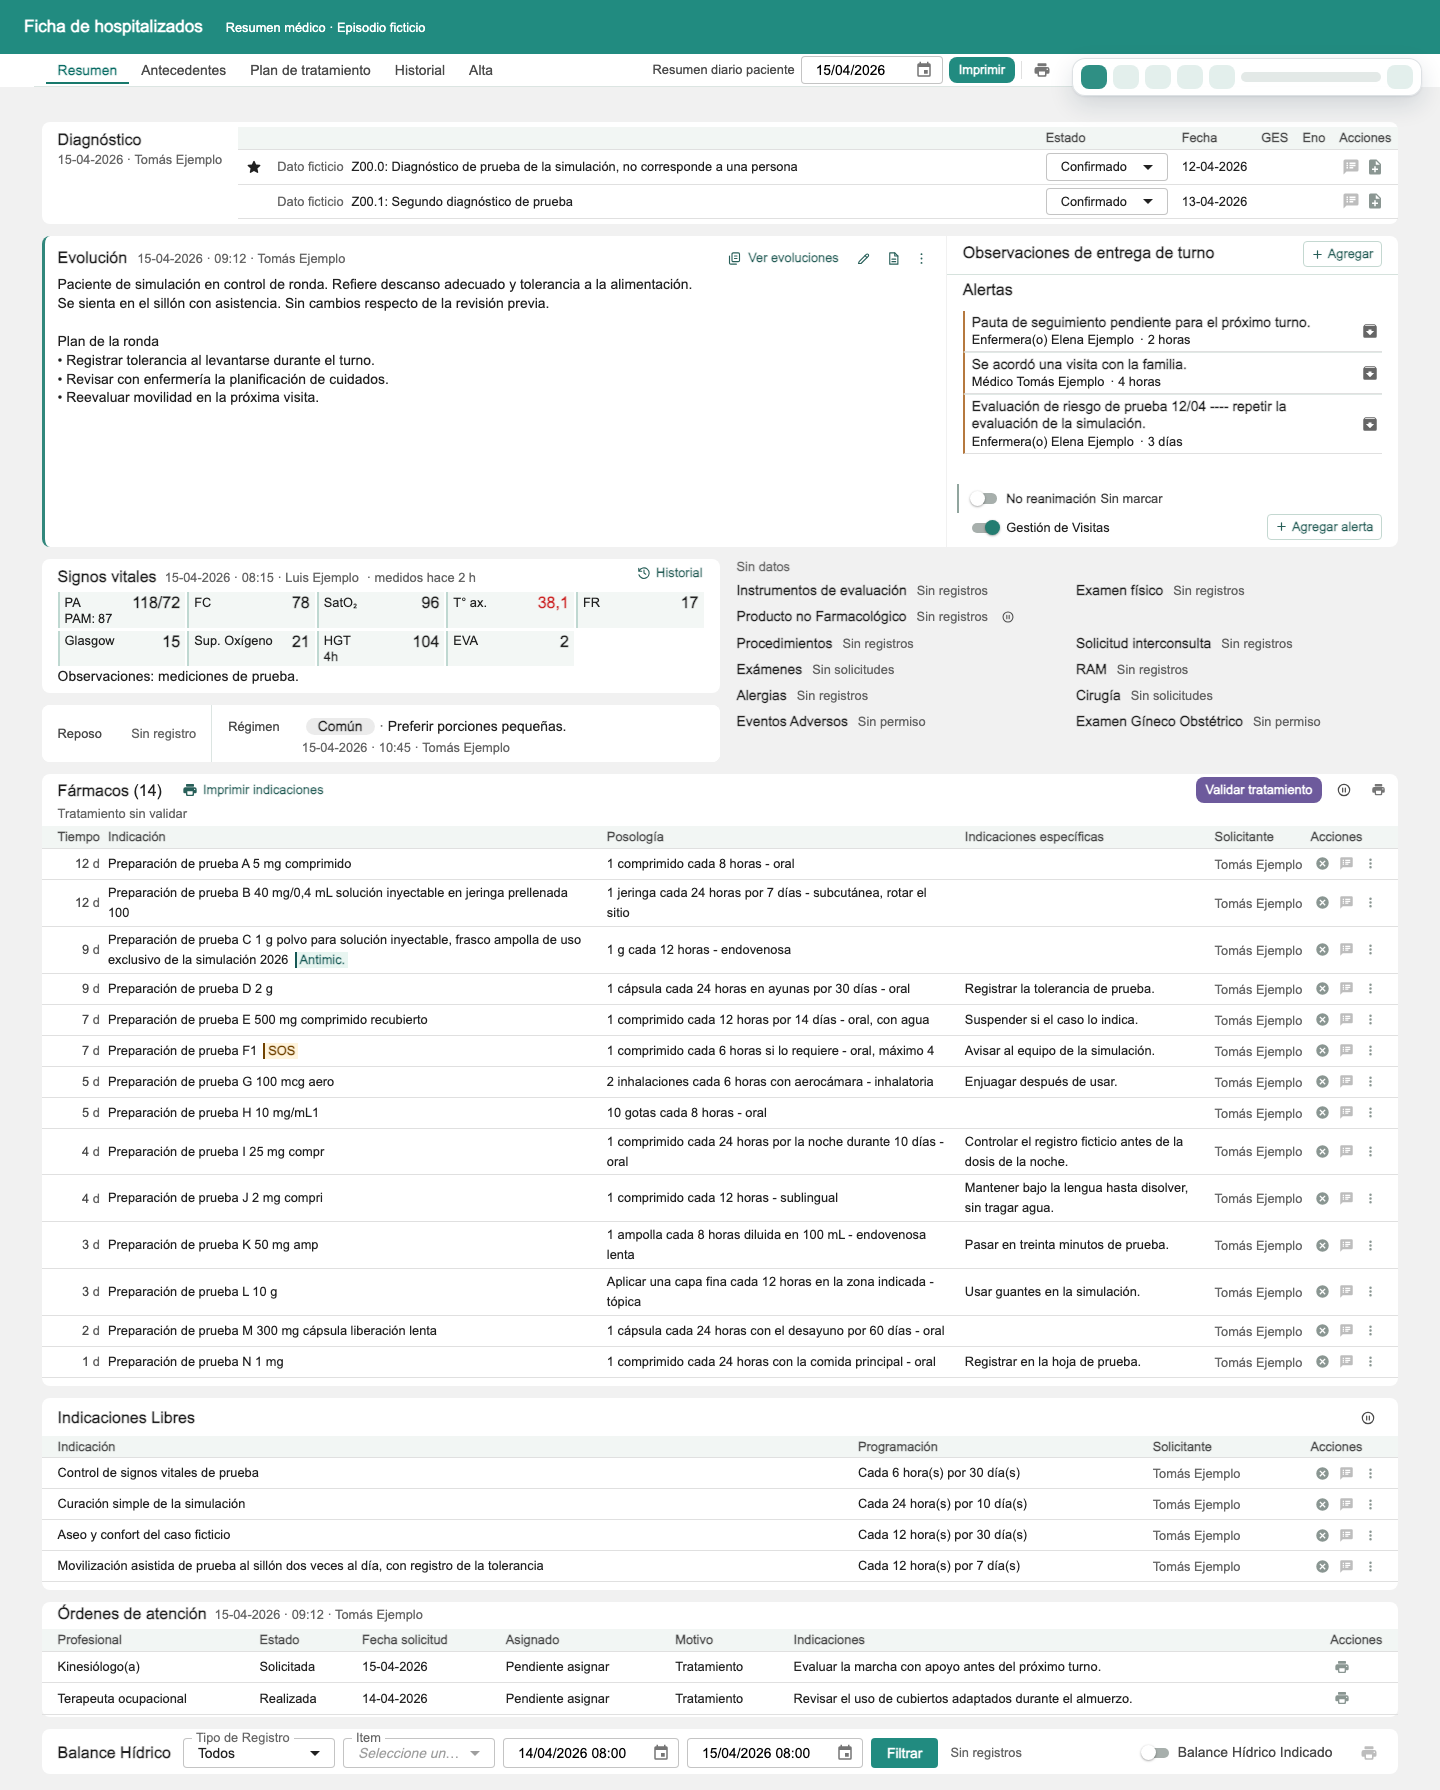 Ficha de hospitalizados Resumen médico · Episodio ficticio
Resumen Antecedentes Plan de tratamiento Historial Alta Resumen diario paciente 15/04/2026 Imprimir
Diagnóstico
15-04-2026 · Tomás Ejemplo
Estado Fecha GES Eno Acciones
Dato ficticio Z00.0: Diagnóstico de prueba de la simulación, no corresponde a una persona Confirmado 12-04-2026
Dato ficticio Z00.1: Segundo diagnóstico de prueba Confirmado 13-04-2026
Evolución 15-04-2026 · 09:12 · Tomás Ejemplo Ver evoluciones
Paciente de simulación en control de ronda. Refiere descanso adecuado y tolerancia a la alimentación.
Se sienta en el sillón con asistencia. Sin cambios respecto de la revisión previa.
Plan de la ronda
• Registrar tolerancia al levantarse durante el turno.
• Revisar con enfermería la planificación de cuidados.
• Reevaluar movilidad en la próxima visita.
Observaciones de entrega de turno + Agregar
Alertas
Pauta de seguimiento pendiente para el próximo turno.
Enfermera(o) Elena Ejemplo · 2 horas
Se acordó una visita con la familia.
Médico Tomás Ejemplo · 4 horas
Evaluación de riesgo de prueba 12/04 ---- repetir la
evaluación de la simulación.
Enfermera(o) Elena Ejemplo · 3 días
No reanimación Sin marcar
Gestión de Visitas + Agregar alerta
Signos vitales 15-04-2026 · 08:15 · Luis Ejemplo · medidos hace 2 h Historial
PA 118/72 FC 78 SatO₂ 96 T° ax. 38,1 FR 17
PAM: 87
Glasgow 15 Sup. Oxígeno 21 HGT 104 EVA 2
4h
Observaciones: mediciones de prueba.
Reposo Sin registro Régimen Común · Preferir porciones pequeñas.
15-04-2026 · 10:45 · Tomás Ejemplo
Sin datos
Instrumentos de evaluación Sin registros Examen físico Sin registros
Producto no Farmacológico Sin registros
Procedimientos Sin registros Solicitud interconsulta Sin registros
Exámenes Sin solicitudes RAM Sin registros
Alergias Sin registros Cirugía Sin solicitudes
Eventos Adversos Sin permiso Examen Gíneco Obstétrico Sin permiso
Fármacos (14) Imprimir indicaciones Validar tratamiento
Tratamiento sin validar
Tiempo Indicación Posología Indicaciones específicas Solicitante Acciones
12 d Preparación de prueba A 5 mg comprimido 1 comprimido cada 8 horas - oral Tomás Ejemplo
12 d Preparación de prueba B 40 mg/0,4 mL solución inyectable en jeringa prellenada
100 1 jeringa cada 24 horas por 7 días - subcutánea, rotar el
sitio Tomás Ejemplo
9 d Preparación de prueba C 1 g polvo para solución inyectable, frasco ampolla de uso
exclusivo de la simulación 2026 Antimic. 1 g cada 12 horas - endovenosa Tomás Ejemplo
9 d Preparación de prueba D 2 g 1 cápsula cada 24 horas en ayunas por 30 días - oral Registrar la tolerancia de prueba. Tomás Ejemplo
7 d Preparación de prueba E 500 mg comprimido recubierto 1 comprimido cada 12 horas por 14 días - oral, con agua Suspender si el caso lo indica. Tomás Ejemplo
7 d Preparación de prueba F1 SOS 1 comprimido cada 6 horas si lo requiere - oral, máximo 4 Avisar al equipo de la simulación. Tomás Ejemplo
5 d Preparación de prueba G 100 mcg aero 2 inhalaciones cada 6 horas con aerocámara - inhalatoria Enjuagar después de usar. Tomás Ejemplo
5 d Preparación de prueba H 10 mg/mL1 10 gotas cada 8 horas - oral Tomás Ejemplo
4 d Preparación de prueba I 25 mg compr 1 comprimido cada 24 horas por la noche durante 10 días -
oral Controlar el registro ficticio antes de la
dosis de la noche. Tomás Ejemplo
4 d Preparación de prueba J 2 mg compri 1 comprimido cada 12 horas - sublingual Mantener bajo la lengua hasta disolver,
sin tragar agua. Tomás Ejemplo
3 d Preparación de prueba K 50 mg amp 1 ampolla cada 8 horas diluida en 100 mL - endovenosa
lenta Pasar en treinta minutos de prueba. Tomás Ejemplo
3 d Preparación de prueba L 10 g Aplicar una capa fina cada 12 horas en la zona indicada -
tópica Usar guantes en la simulación. Tomás Ejemplo
2 d Preparación de prueba M 300 mg cápsula liberación lenta 1 cápsula cada 24 horas con el desayuno por 60 días - oral Tomás Ejemplo
1 d Preparación de prueba N 1 mg 1 comprimido cada 24 horas con la comida principal - oral Registrar en la hoja de prueba. Tomás Ejemplo
Indicaciones Libres
Indicación Programación Solicitante Acciones
Control de signos vitales de prueba Cada 6 hora(s) por 30 día(s) Tomás Ejemplo
Curación simple de la simulación Cada 24 hora(s) por 10 día(s) Tomás Ejemplo
Aseo y confort del caso ficticio Cada 12 hora(s) por 30 día(s) Tomás Ejemplo
Movilización asistida de prueba al sillón dos veces al día, con registro de la tolerancia Cada 12 hora(s) por 7 día(s) Tomás Ejemplo
Órdenes de atención 15-04-2026 · 09:12 · Tomás Ejemplo
Profesional Estado Fecha solicitud Asignado Motivo Indicaciones Acciones
Kinesiólogo(a) Solicitada 15-04-2026 Pendiente asignar Tratamiento Evaluar la marcha con apoyo antes del próximo turno.
Terapeuta ocupacional Realizada 14-04-2026 Pendiente asignar Tratamiento Revisar el uso de cubiertos adaptados durante el almuerzo.
Tipo de Registro Item
Balance Hídrico Todos Seleccione un... 14/04/2026 08:00 15/04/2026 08:00 Filtrar Sin registros Balance Hídrico Indicado